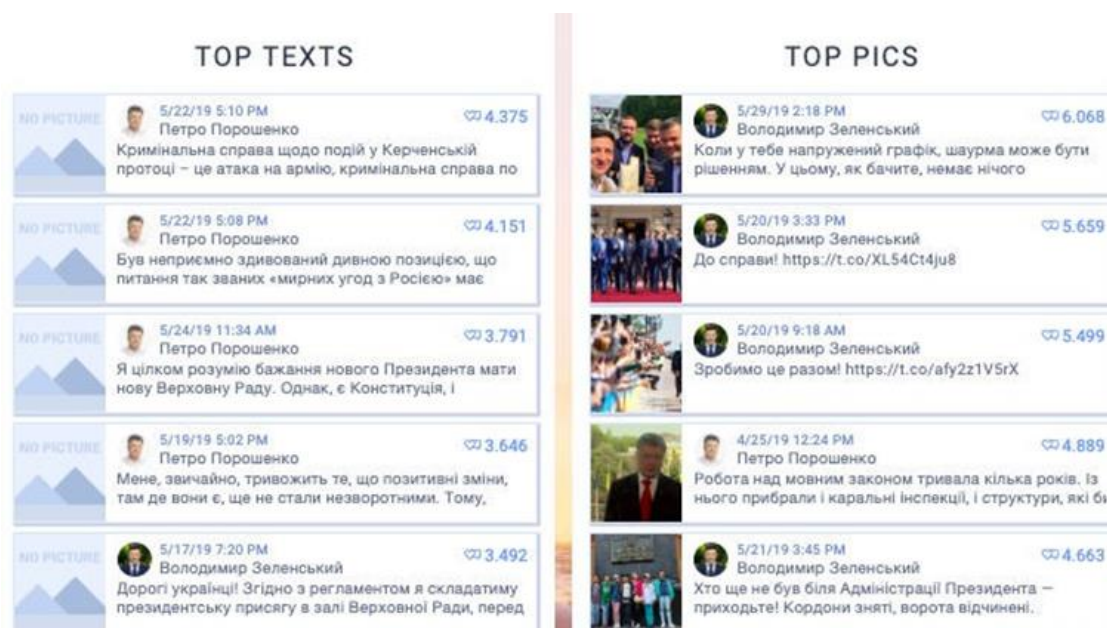 TOP TEXTS
NO PICTURE
5/22/19 5:10 PM
4.375
Петро Порошенко
Кримінальна справа щодо подій у Керченській
протоці – це атака на армію, кримінальна справа по
NO PICTURE
5/22/19 5:08 PM
4.151
Петро Порошенко
Був неприємно здивований дивною позицією, що
питання так званих «мирних угод з Росією» має
NO PICTURE
5/24/19 11:34 AM
3.791
Петро Порошенко
Я цілком розумію бажання нового Президента мати
нову Верховну Раду. Однак, є Конституція, і
NO PICTURE
5/19/19 5:02 PM
3.646
Петро Порошенко
Мене, звичайно, тривожить те, що позитивні зміни,
там де вони є, ще не стали незворотними. Тому,
NO PICTURE
5/17/19 7:20 PM
3.492
Володимир Зеленський
Дорогі українці! Згідно з регламентом я складатиму
президентську присягу в залі Верховної Ради, перед
TOP PICS
5/29/19 2:18 PM
6.068
Володимир Зеленський
Коли у тебе напружений графік, шаурма може бути
рішенням. У цьому, як бачите, немає нічого
5/20/19 3:33 PM
5.659
Володимир Зеленський
До справи! https://t.co/XL54Ct4ju8
5/20/19 9:18 AM
5.499
Володимир Зеленський
Зробимо це разом! https://t.co/afy2z1V5rX
4/25/19 12:24 PM
4.889
Петро Порошенко
Робота над мовним законом тривала кілька років. Із
нього прибрали і каральні інспекції, і структури, які би
5/21/19 3:45 PM
4.663
Володимир Зеленський
Хто ще не був біля Адміністрації Президента —
приходьте! Кордони зняті, ворота відчинені.